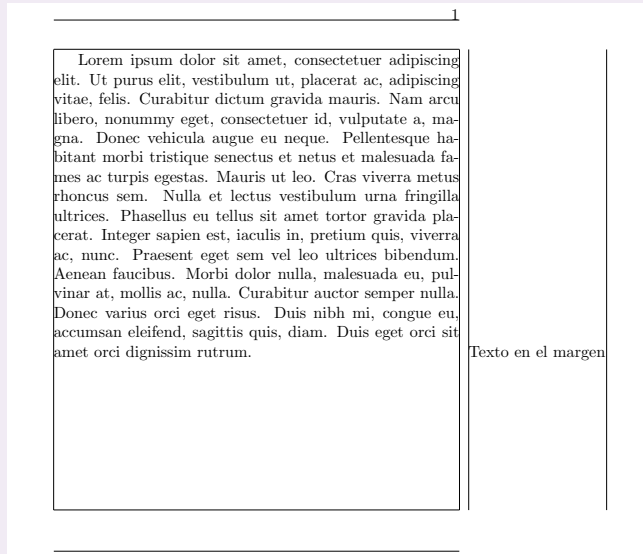 1
Lorem ipsum dolor sit amet, consectetuer adipiscing
elit. Ut purus elit, vestibulum ut, placerat ac, adipiscing
vitae, felis. Curabitur dictum gravida mauris. Nam arcu
libero, nonummy eget, consectetuer id, vulputate a, ma-
gna. Donec vehicula augue eu neque. Pellentesque ha-
bitant morbi tristique senectus et netus et malesuada fa-
mes ac turpis egestas. Mauris ut leo. Cras viverra metus
rhoncus sem. Nulla et lectus vestibulum urna fringilla
ultrices. Phasellus eu tellus sit amet tortor gravida pla-
cerat. Integer sapien est, iaculis in, pretium quis, viverra
ac, nunc. Praesent eget sem vel leo ultrices bibendum.
Aenean faucibus. Morbi dolor nulla, malesuada eu, pul-
vinar at, mollis ac, nulla. Curabitur auctor semper nulla.
Donec varius orci eget risus. Duis nibh mi, congue eu,
accumsan eleifend, sagittis quis, diam. Duis eget orci sit
amet orci dignissim rutrum.
Texto en el margen